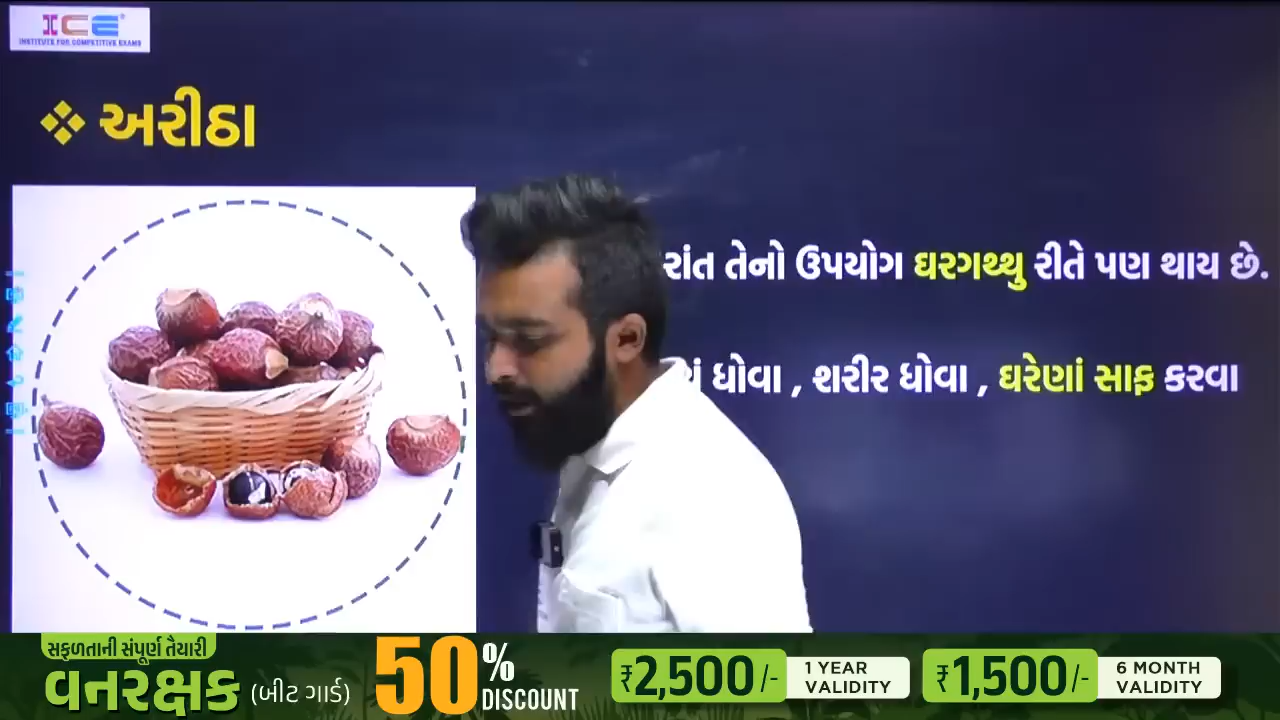 ICE
INSTITUTE FOR COMPETITIVE EXAMS
❖ અરીઠા
તેનો ઉપયોગ ઘરગથ્થુ રીતે પણ થાય છે.
ધોવા , શરીર ધોવા , ઘરેણાં સાફ કરવા
સફળતાની સંપૂર્ણ તૈયારી
વનરક્ષક (બીટ ગાર્ડ)
50% DISCOUNT
₹2,500/- 1 YEAR VALIDITY
₹1,500/- 6 MONTH VALIDITY